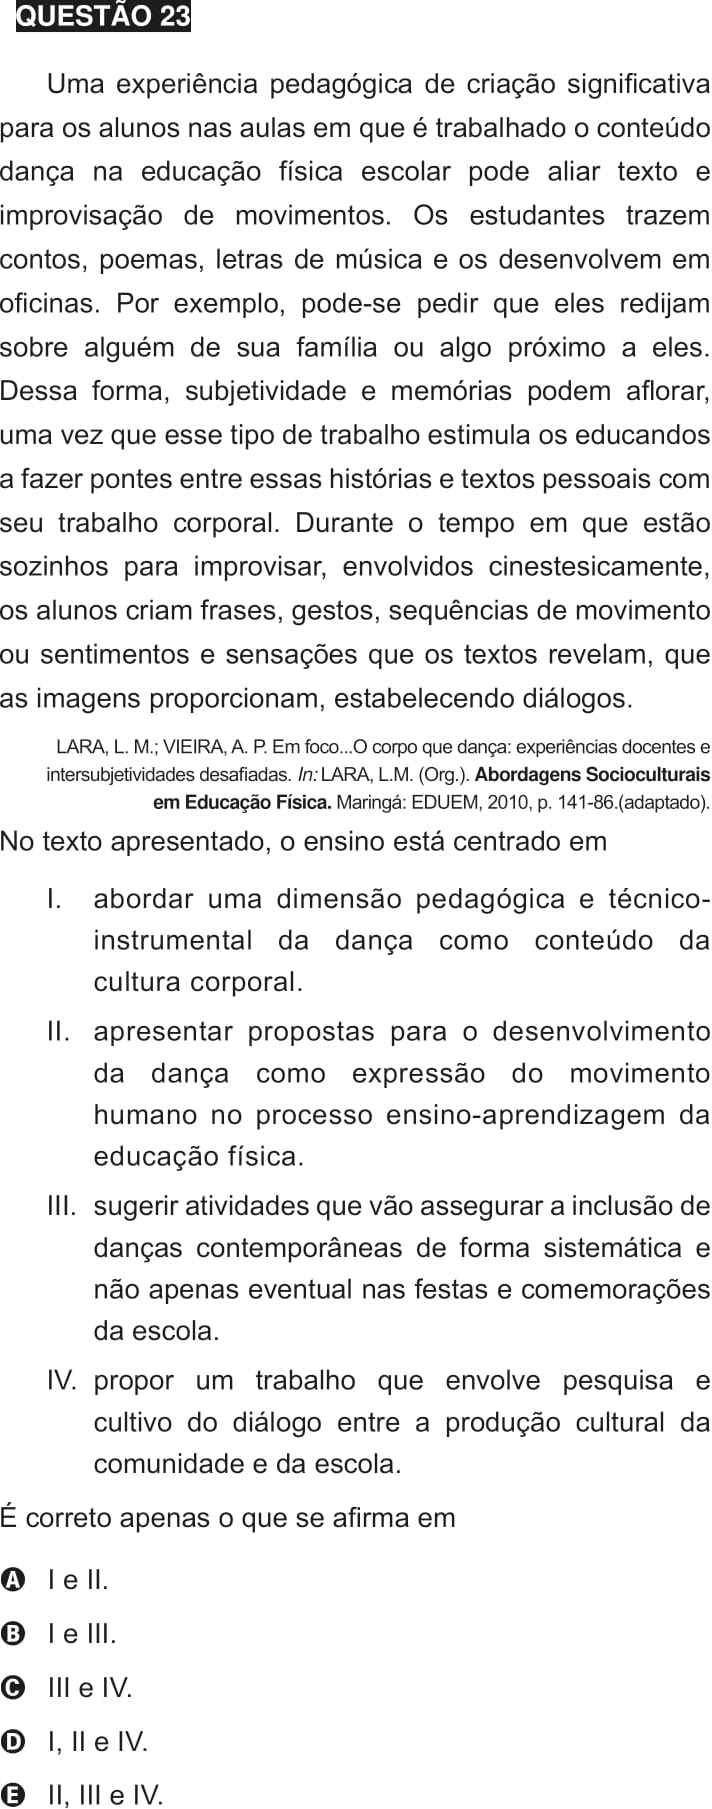 QUESTÃO 23
Uma experiência pedagógica de criação significativa
para os alunos nas aulas em que é trabalhado o conteúdo
dança na educação física escolar pode aliar texto e
improvisação de movimentos. Os estudantes trazem
contos, poemas, letras de música e os desenvolvem em
oficinas. Por exemplo, pode-se pedir que eles redijam
sobre alguém de sua família ou algo próximo a eles.
Dessa forma, subjetividade e memórias podem aflorar,
uma vez que esse tipo de trabalho estimula os educandos
a fazer pontes entre essas histórias e textos pessoais com
seu trabalho corporal. Durante o tempo em que estão
sozinhos para improvisar, envolvidos cinestesicamente,
os alunos criam frases, gestos, sequências de movimento
ou sentimentos e sensações que os textos revelam, que
as imagens proporcionam, estabelecendo diálogos.
LARA, L. M.; VIEIRA, A. P. Em foco...O corpo que dança: experiências docentes e
intersubjetividades desafiadas. In: LARA, L.M. (Org.). Abordagens Socioculturais
em Educação Física. Maringá: EDUEM, 2010, p. 141-86.(adaptado).
No texto apresentado, o ensino está centrado em
I. abordar uma dimensão pedagógica e técnico-
instrumental da dança como conteúdo da
cultura corporal.
II. apresentar propostas para o desenvolvimento
da dança como expressão do movimento
humano no processo ensino-aprendizagem da
educação física.
III. sugerir atividades que vão assegurar a inclusão de
danças contemporâneas de forma sistemática e
não apenas eventual nas festas e comemorações
da escola.
IV. propor um trabalho que envolve pesquisa e
cultivo do diálogo entre a produção cultural da
comunidade e da escola.
É correto apenas o que se afirma em
A I e II.
B I e III.
C III e IV.
D I, II e IV.
E II, III e IV.